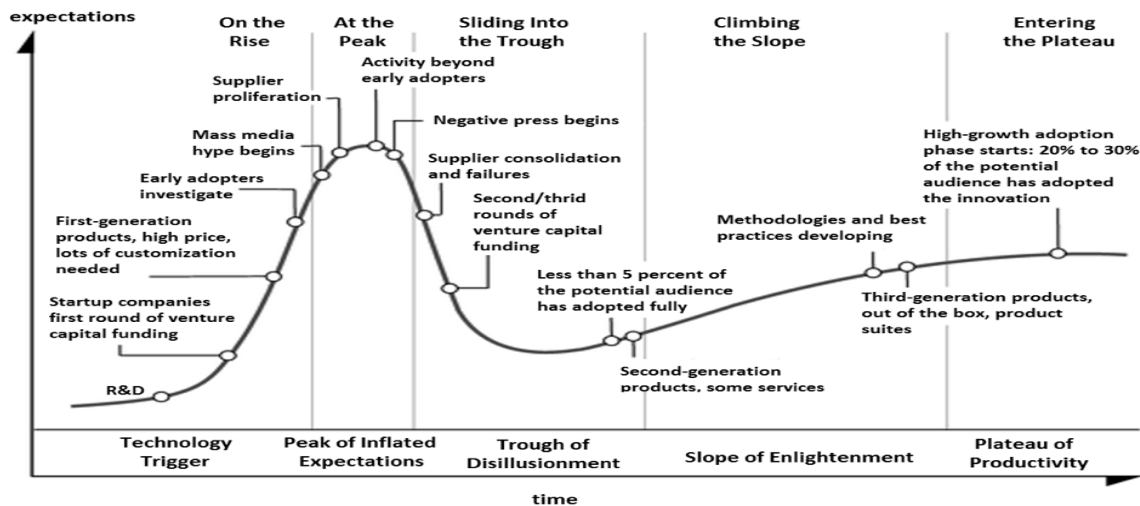 expectations
On the
Rise
At the
Peak
Sliding Into
the Trough
Climbing
the Slope
Entering
the Plateau
Activity beyond
early adopters
Supplier
proliferation
Negative press begins
Mass media
hype begins
Supplier consolidation
and failures
High-growth adoption
phase starts: 20% to 30%
of the potential
audience has adopted
the innovation
Early adopters
investigate
Second/thrid
rounds of
venture capital
funding
First-generation
products, high price,
lots of customization
needed
Methodologies and best
practices developing
Less than 5 percent of
the potential audience
has adopted fully
Third-generation products,
out of the box, product
suites
Startup companies
first round of venture
capital funding
Second-generation
products, some services
R&D
Technology
Trigger
Peak of Inflated
Expectations
Trough of
Disillusionment
Slope of Enlightenment
Plateau of
Productivity
time